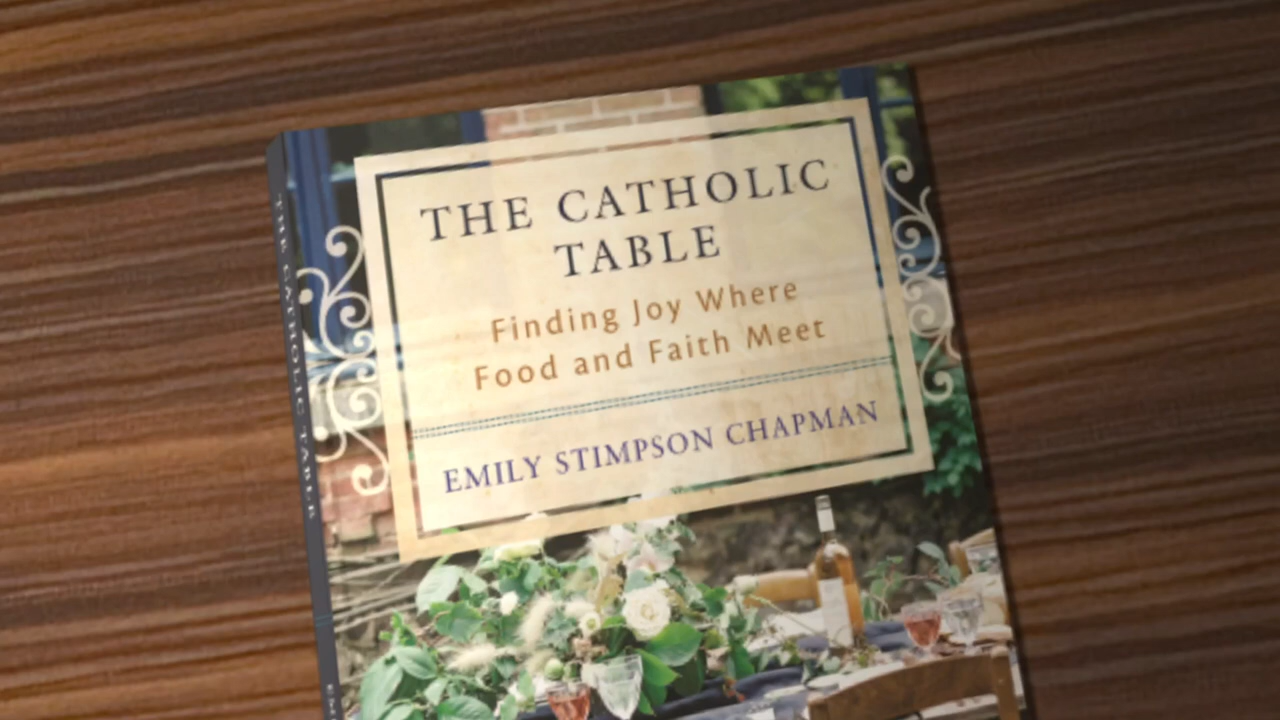 THE CATHOLIC
TABLE
Finding Joy Where
Food and Faith Meet
EMILY STIMPSON CHAPMAN
THE CATHOLIC TABLE